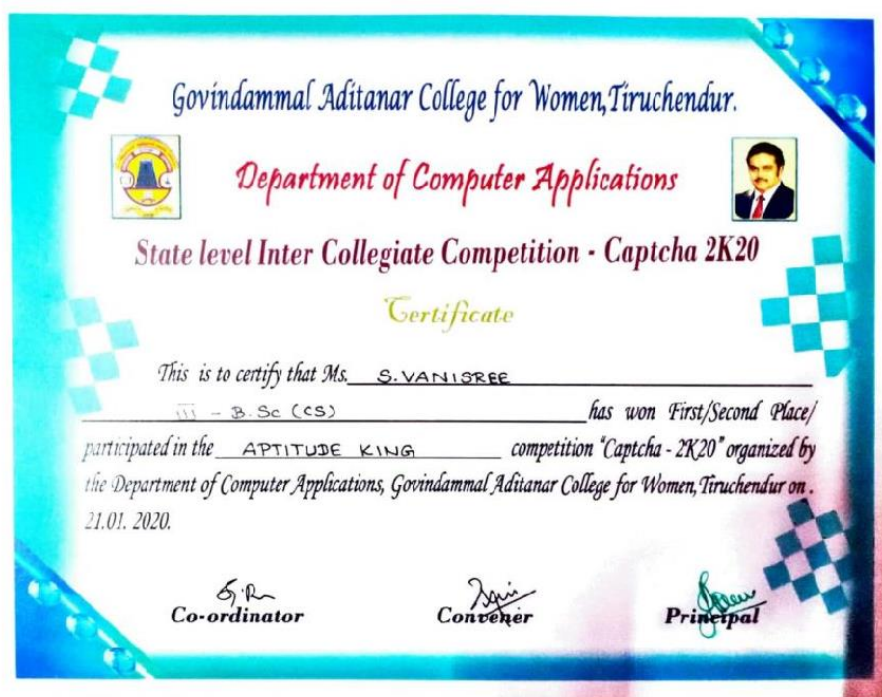 Govindammal Aditanar College for Women,Tiruchendur.
Department of Computer Applications
State level Inter Collegiate Competition - Captcha 2K20
Certificate
This is to certify that Ms. S.VANISREE
III - B.Sc (CS) has won First/Second Place/
participated in the APTITUDE KING competition "Captcha - 2K20" organized by
the Department of Computer Applications, Govindammal Aditanar College for Women,Tiruchendur on .
21.01. 2020.
Co-ordinator Convener Principal